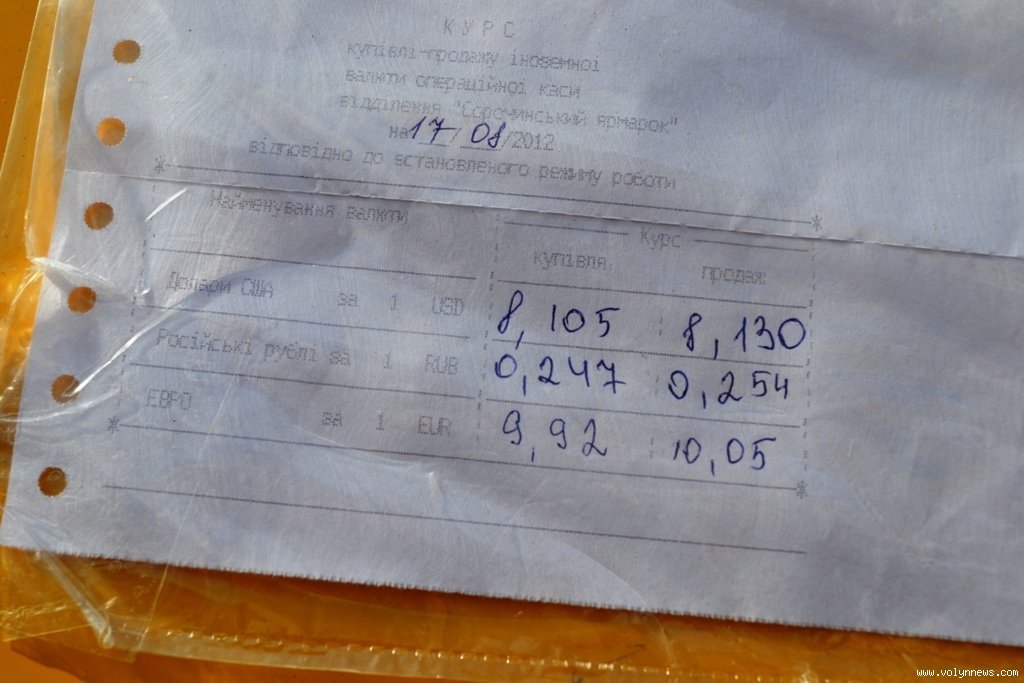 КУРС
купівлі-продажу іноземної
валюти операційної каси
відділення "Сорочинський ярмарок"
на 17/08/2012
відповідно до встановленого режиму роботи
Найменування валюти Курс
купівля продаж
Долари США за 1 USD 8,105 8,130
Російські рублі за 1 RUB 0,247 0,254
ЕВРО за 1 EUR 9,92 10,05
www.volynnews.com